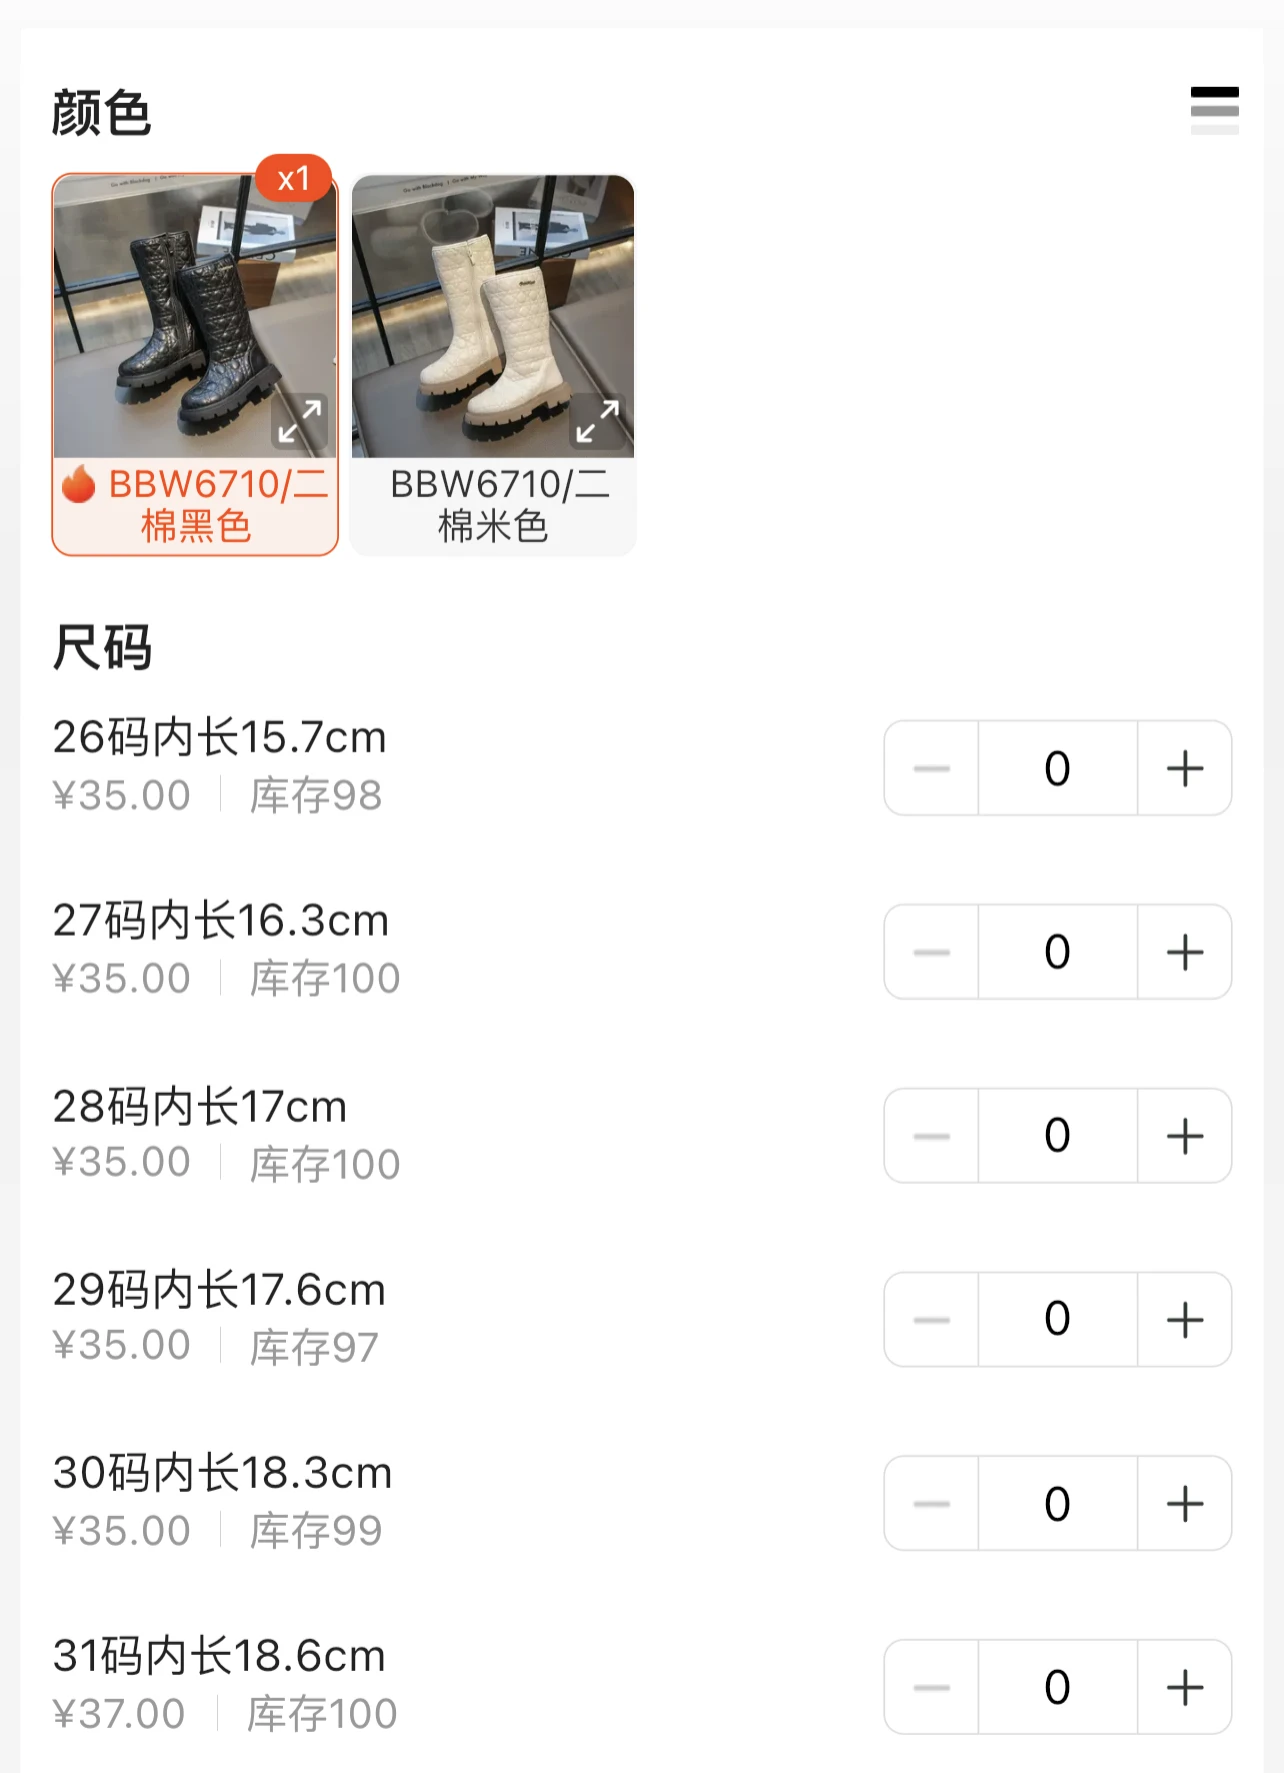 颜色
x1
BBW6710/二
棉黑色
BBW6710/二
棉米色
尺码
26码内长15.7cm
¥35.00 库存98
0
27码内长16.3cm
¥35.00 库存100
0
28码内长17cm
¥35.00 库存100
0
29码内长17.6cm
¥35.00 库存97
0
30码内长18.3cm
¥35.00 库存99
0
31码内长18.6cm
¥37.00 库存100
0